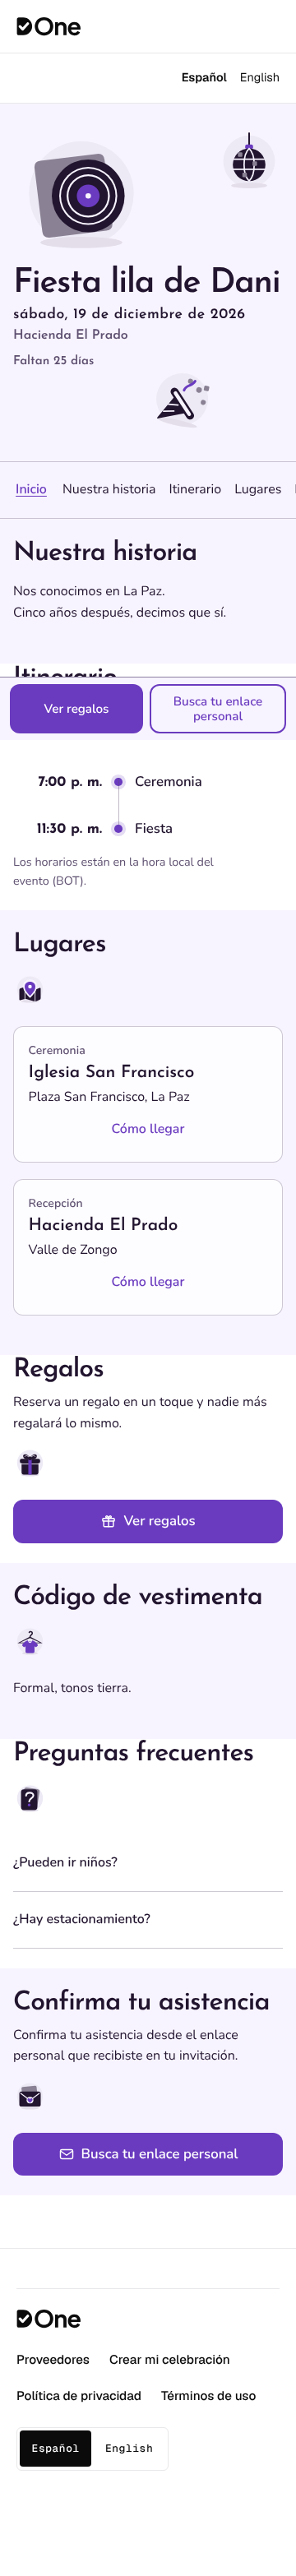 One
Español English
Fiesta lila de Dani
sábado, 19 de diciembre de 2026
Hacienda El Prado
Faltan 25 días
Inicio Nuestra historia Itinerario Lugares
Nuestra historia
Nos conocimos en La Paz.
Cinco años después, decimos que sí.
Itinerario
Ver regalos
Busca tu enlace
personal
7:00 p. m. Ceremonia
11:30 p. m. Fiesta
Los horarios están en la hora local del
evento (BOT).
Lugares
Ceremonia
Iglesia San Francisco
Plaza San Francisco, La Paz
Cómo llegar
Recepción
Hacienda El Prado
Valle de Zongo
Cómo llegar
Regalos
Reserva un regalo en un toque y nadie más
regalará lo mismo.
Ver regalos
Código de vestimenta
Formal, tonos tierra.
Preguntas frecuentes
¿Pueden ir niños?
¿Hay estacionamiento?
Confirma tu asistencia
Confirma tu asistencia desde el enlace
personal que recibiste en tu invitación.
Busca tu enlace personal
One
Proveedores Crear mi celebración
Política de privacidad Términos de uso
Español English